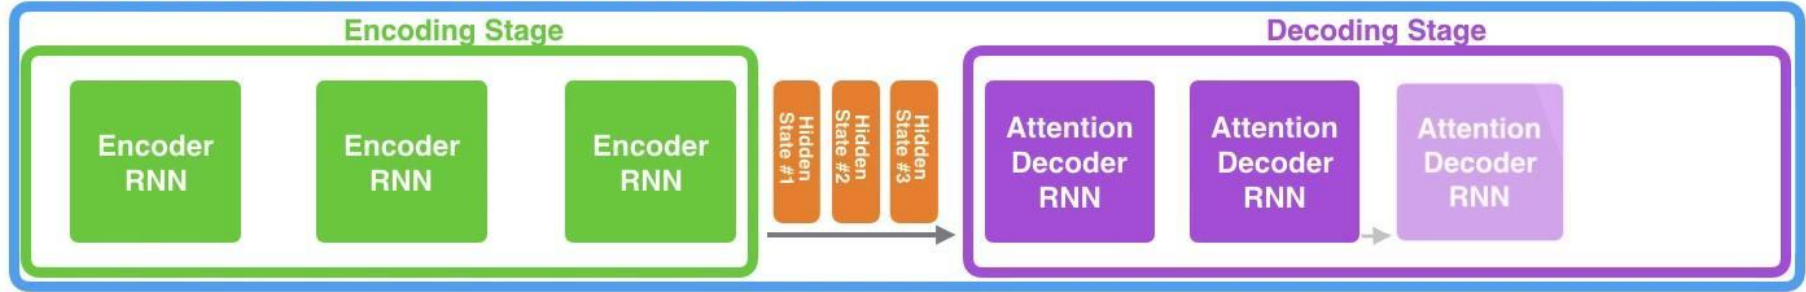 Encoding Stage
Decoding Stage
Encoder
RNN
Encoder
RNN
Encoder
RNN
Hidden
State #1
Hidden
State #2
Hidden
State #3
Attention
Decoder
RNN
Attention
Decoder
RNN
Attention
Decoder
RNN